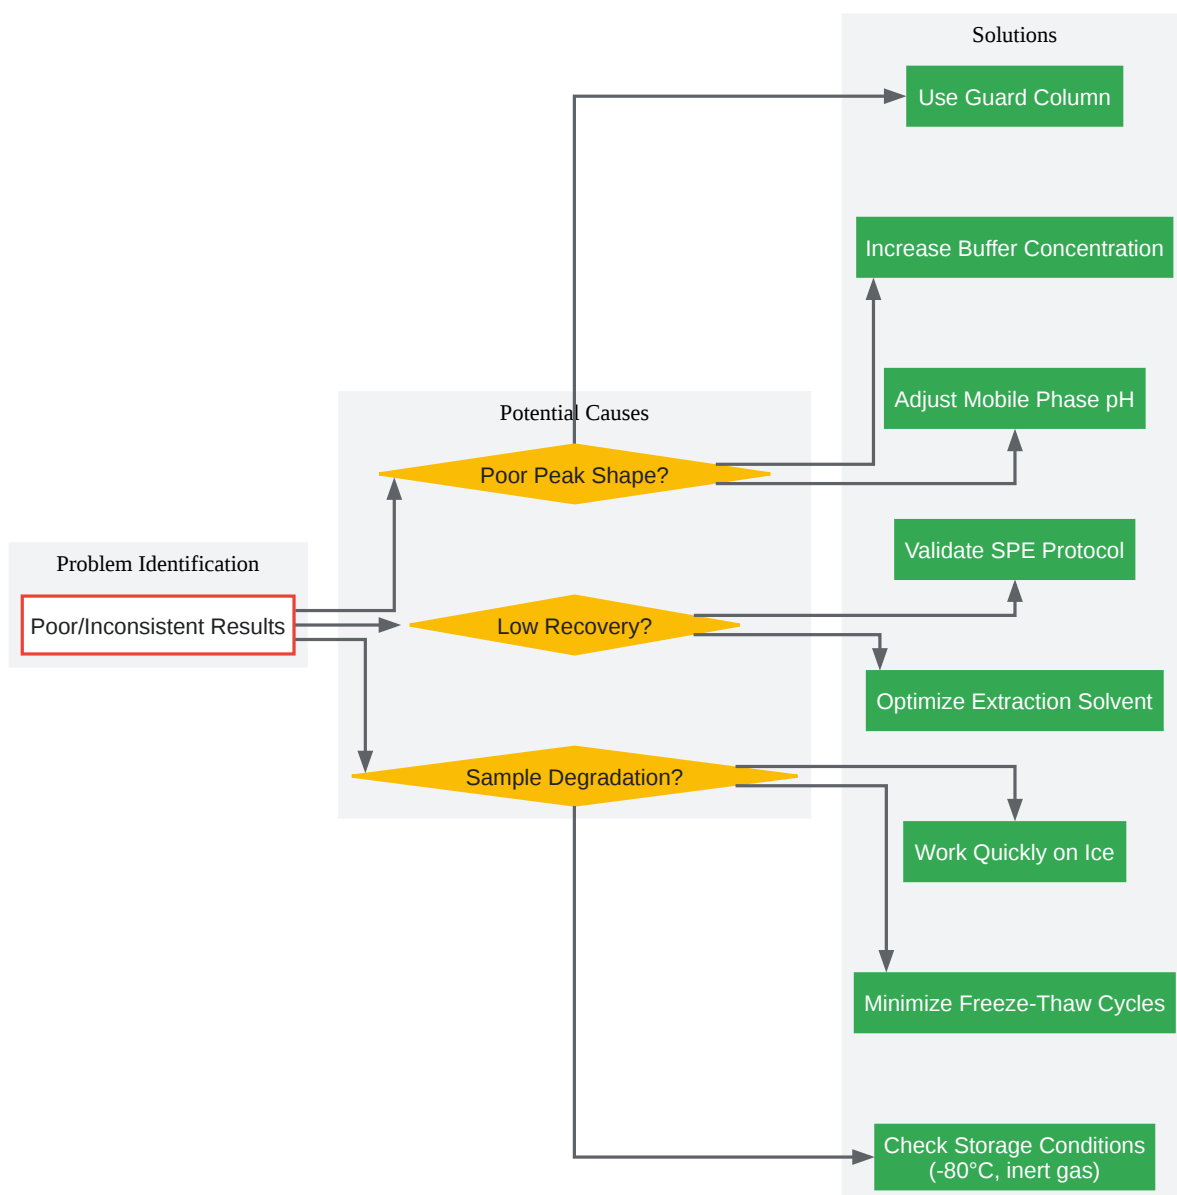 Solutions
Use Guard Column
Increase Buffer Concentration
Adjust Mobile Phase pH
Potential Causes
Poor Peak Shape?
Validate SPE Protocol
Problem Identification
Poor/Inconsistent Results
Low Recovery?
Optimize Extraction Solvent
Sample Degradation?
Work Quickly on Ice
Minimize Freeze-Thaw Cycles
Check Storage Conditions
(-80°C, inert gas)